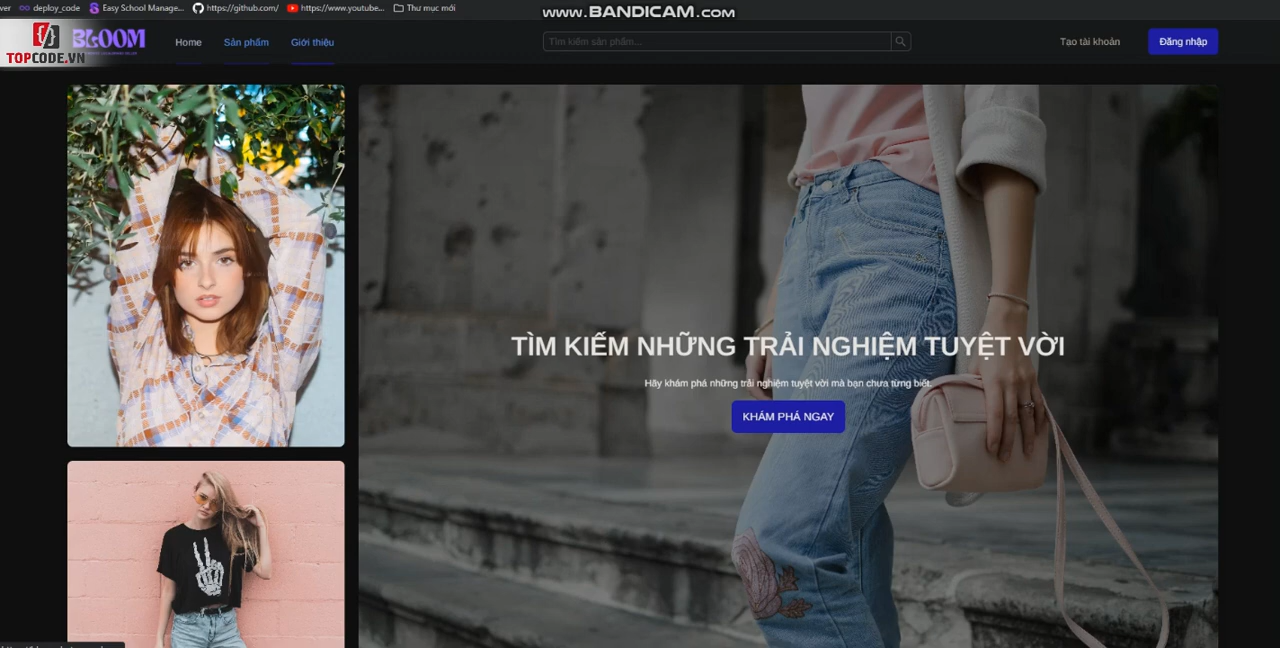 ver deploy_code Easy School Manage... https://github.com/ https://www.youtube... Thư mục mới
www.BANDICAM.com
TOPCODE.VN
BLOOM
Home Sản phẩm Giới thiệu
Tìm kiếm sản phẩm...
Tạo tài khoản Đăng nhập
TÌM KIẾM NHỮNG TRẢI NGHIỆM TUYỆT VỜI
Hãy khám phá những trải nghiệm tuyệt vời mà bạn chưa từng biết.
KHÁM PHÁ NGAY